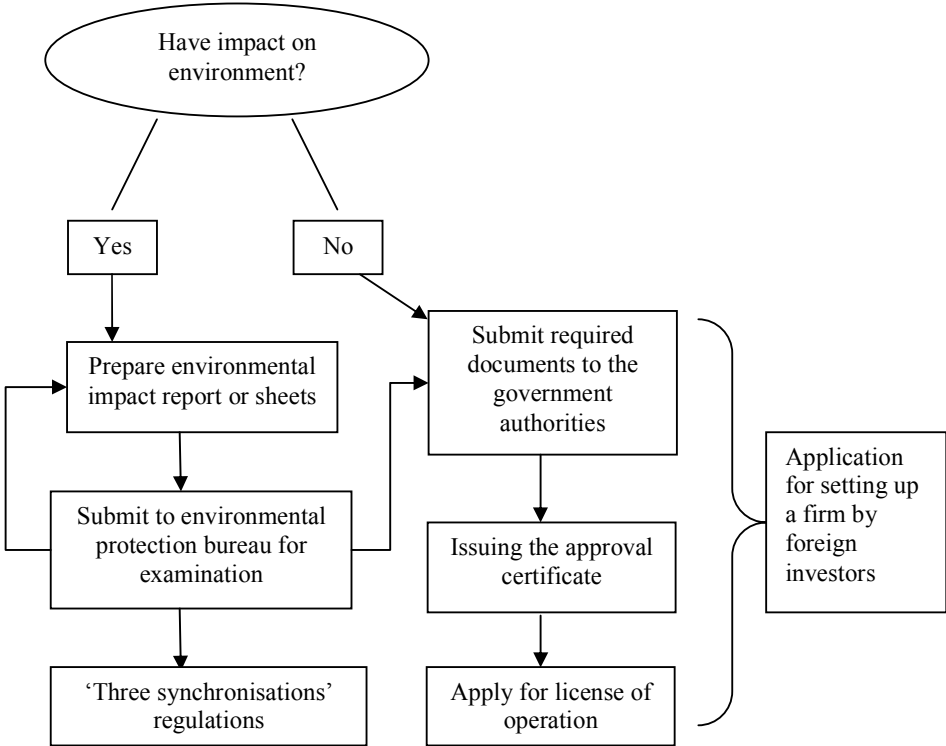 Have impact on
environment?
Yes
No
Prepare environmental
impact report or sheets
Submit to environmental
protection bureau for
examination
‘Three synchronisations’
regulations
Submit required
documents to the
government
authorities
Issuing the approval
certificate
Apply for license of
operation
Application
for setting up
a firm by
foreign
investors